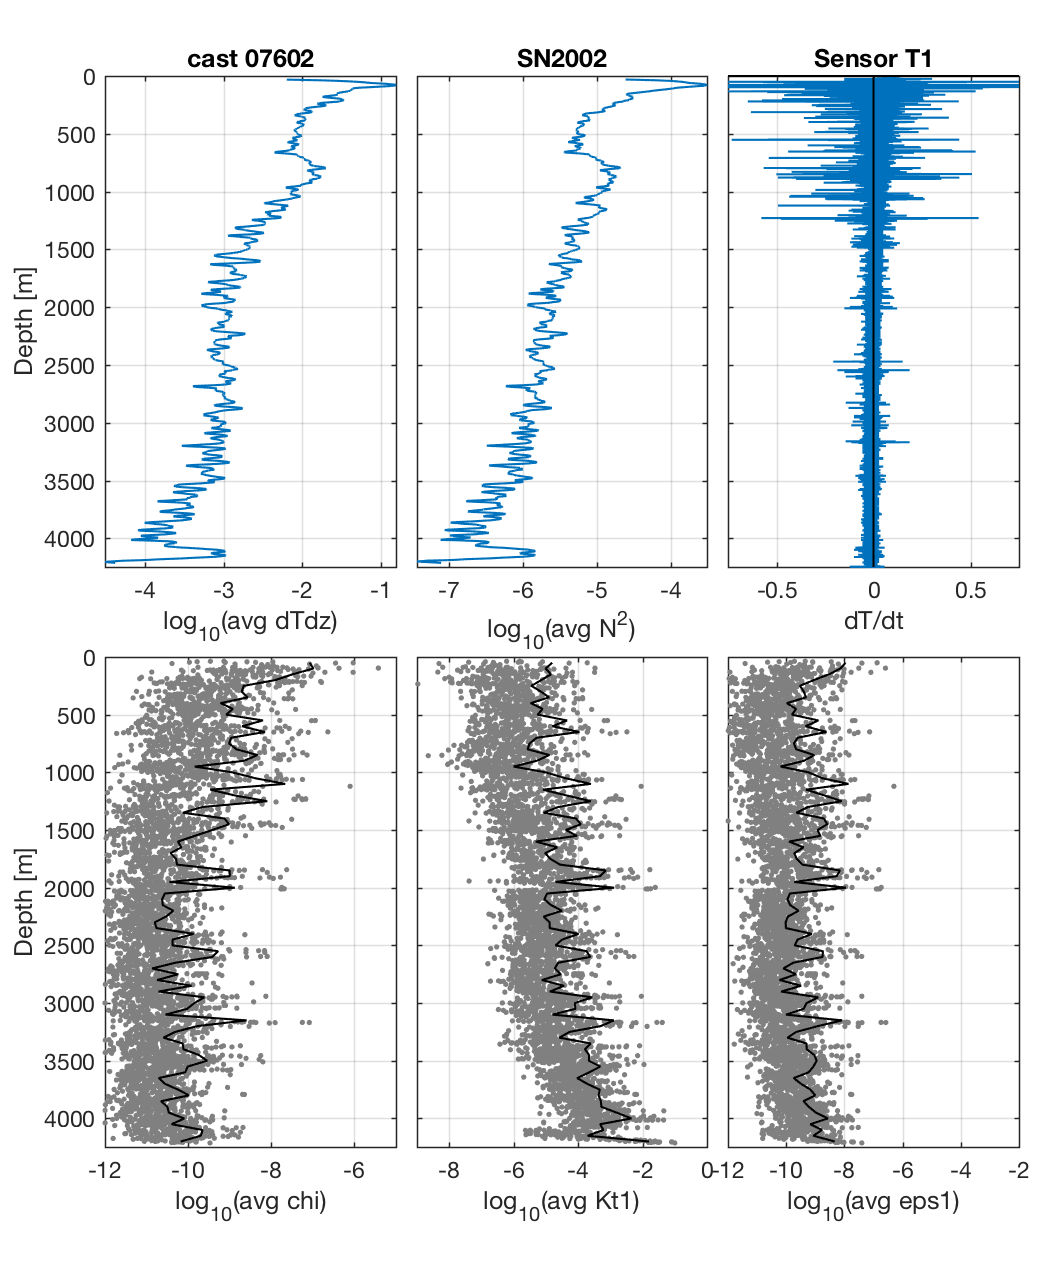 cast 07602
SN2002
Sensor T1
0
500
1000
1500
2000
2500
3000
3500
4000
Depth [m]
-4 -3 -2 -1
log10(avg dTdz)
-7 -6 -5 -4
log10(avg N2)
-0.5 0 0.5
dT/dt
0
500
1000
1500
2000
2500
3000
3500
4000
Depth [m]
-12 -10 -8 -6
log10(avg chi)
-8 -6 -4 -2 0
log10(avg Kt1)
-12 -10 -8 -6 -4 -2
log10(avg eps1)